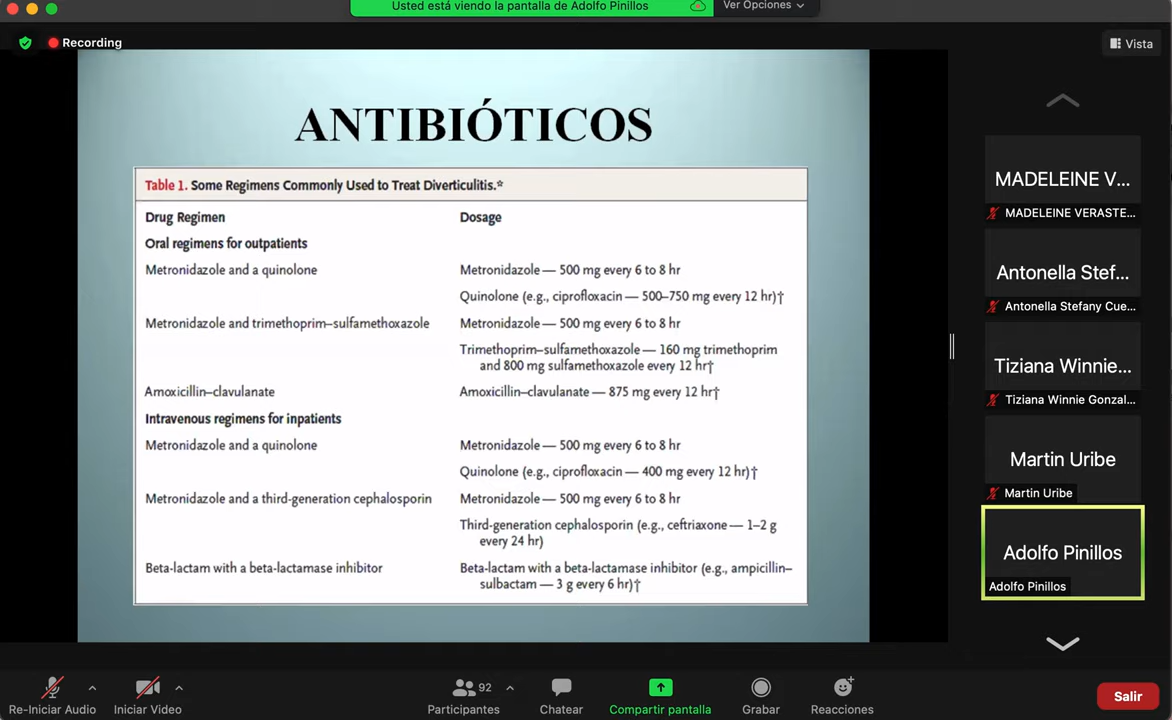 Usted está viendo la pantalla de Adolfo Pinillos
Ver Opciones
Recording
Vista
ANTIBIÓTICOS
Table 1. Some Regimens Commonly Used to Treat Diverticulitis.*
Drug Regimen Dosage
Oral regimens for outpatients
Metronidazole and a quinolone Metronidazole — 500 mg every 6 to 8 hr
Quinolone (e.g., ciprofloxacin — 500–750 mg every 12 hr)†
Metronidazole and trimethoprim–sulfamethoxazole Metronidazole — 500 mg every 6 to 8 hr
Trimethoprim–sulfamethoxazole — 160 mg trimethoprim
and 800 mg sulfamethoxazole every 12 hr†
Amoxicillin–clavulanate Amoxicillin–clavulanate — 875 mg every 12 hr†
Intravenous regimens for inpatients
Metronidazole and a quinolone Metronidazole — 500 mg every 6 to 8 hr
Quinolone (e.g., ciprofloxacin — 400 mg every 12 hr)†
Metronidazole and a third-generation cephalosporin Metronidazole — 500 mg every 6 to 8 hr
Third-generation cephalosporin (e.g., ceftriaxone — 1–2 g
every 24 hr)
Beta-lactam with a beta-lactamase inhibitor Beta-lactam with a beta-lactamase inhibitor (e.g., ampicillin–
sulbactam — 3 g every 6 hr)†
MADELEINE V...
MADELEINE VERASTE...
Antonella Stef...
Antonella Stefany Cue...
Tiziana Winnie...
Tiziana Winnie Gonzal...
Martin Uribe
Martin Uribe
Adolfo Pinillos
Adolfo Pinillos
Re-Iniciar Audio
Iniciar Video
92
Participantes
Chatear
Compartir pantalla
Grabar
Reacciones
Salir